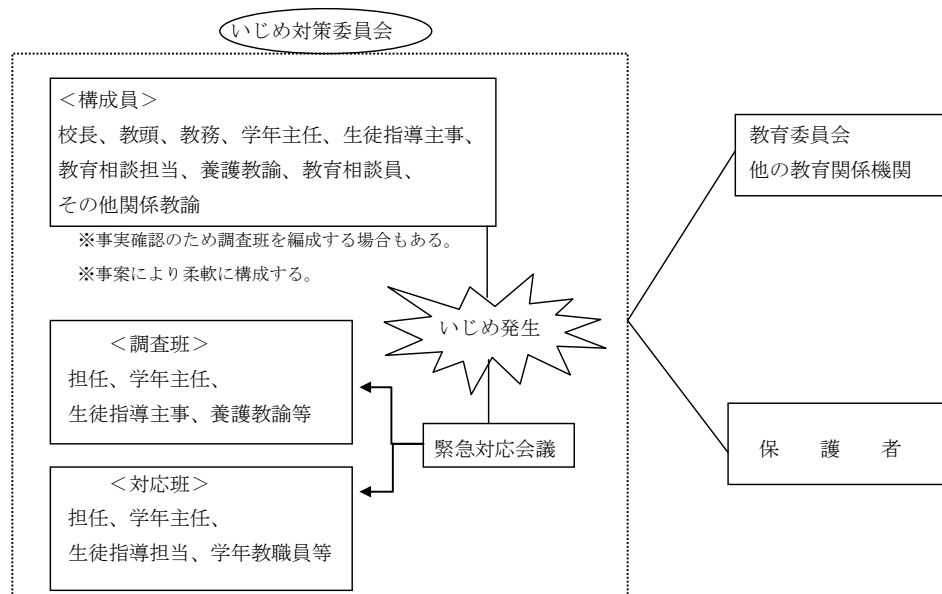 いじめ対策委員会
＜構成員＞
校長、教頭、教務、学年主任、生徒指導主事、
教育相談担当、養護教諭、教育相談員、
その他関係教諭
※事実確認のため調査班を編成する場合もある。
※事案により柔軟に構成する。
いじめ発生
＜調査班＞
担任、学年主任、
生徒指導主事、養護教諭等
緊急対応会議
＜対応班＞
担任、学年主任、
生徒指導担当、学年教職員等
教育委員会
他の教育関係機関
保　護　者